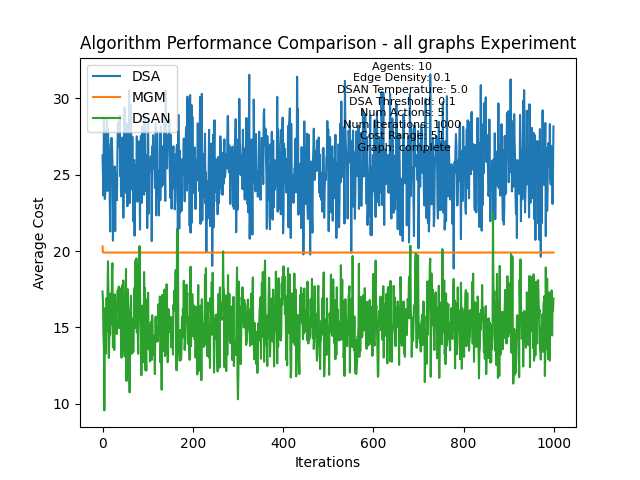 Algorithm Performance Comparison - all graphs Experiment
DSA
MGM
DSAN
Agents: 10
Edge Density: 0.1
DSAN Temperature: 5.0
DSA Threshold: 0.1
Num Actions: 5
Num Iterations: 1000
Cost Range: 51
Graph: complete
Average Cost
30
25
20
15
10
0
200
400
600
800
1000
Iterations